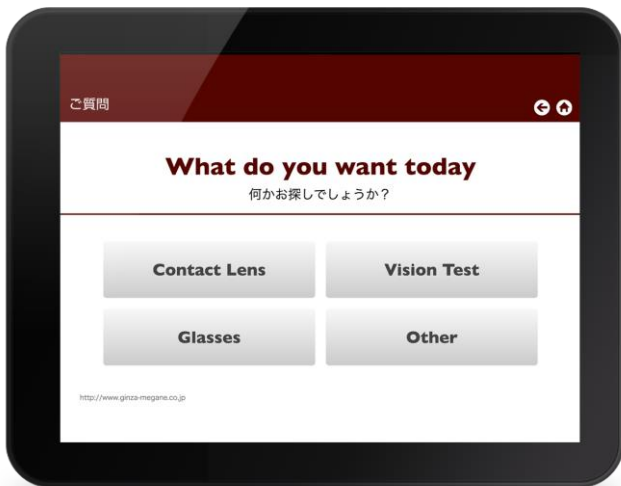 ご質問
What do you want today
何かお探しでしょうか？
Contact Lens
Vision Test
Glasses
Other
http://www.ginza-megane.co.jp